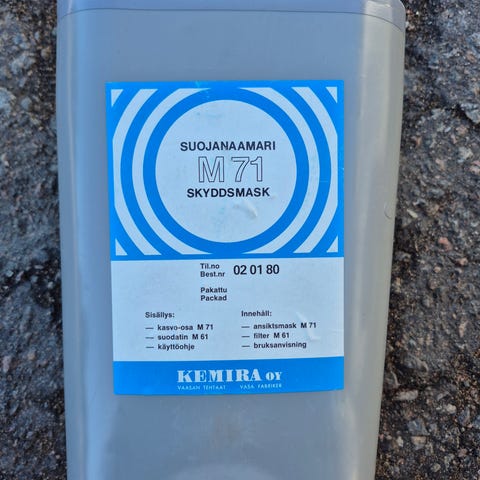 SUOJANAAMARI
M 71
SKYDDSMASK
Til.no
Best.nr 02 01 80
Pakattu
Packad
Sisällys:
— kasvo-osa M 71
— suodatin M 61
— käyttöohje
Innehåll:
— ansiktsmask M 71
— filter M 61
— bruksanvisning
KEMIRA OY
VAASAN TEHTAAT VASA FABRIKER